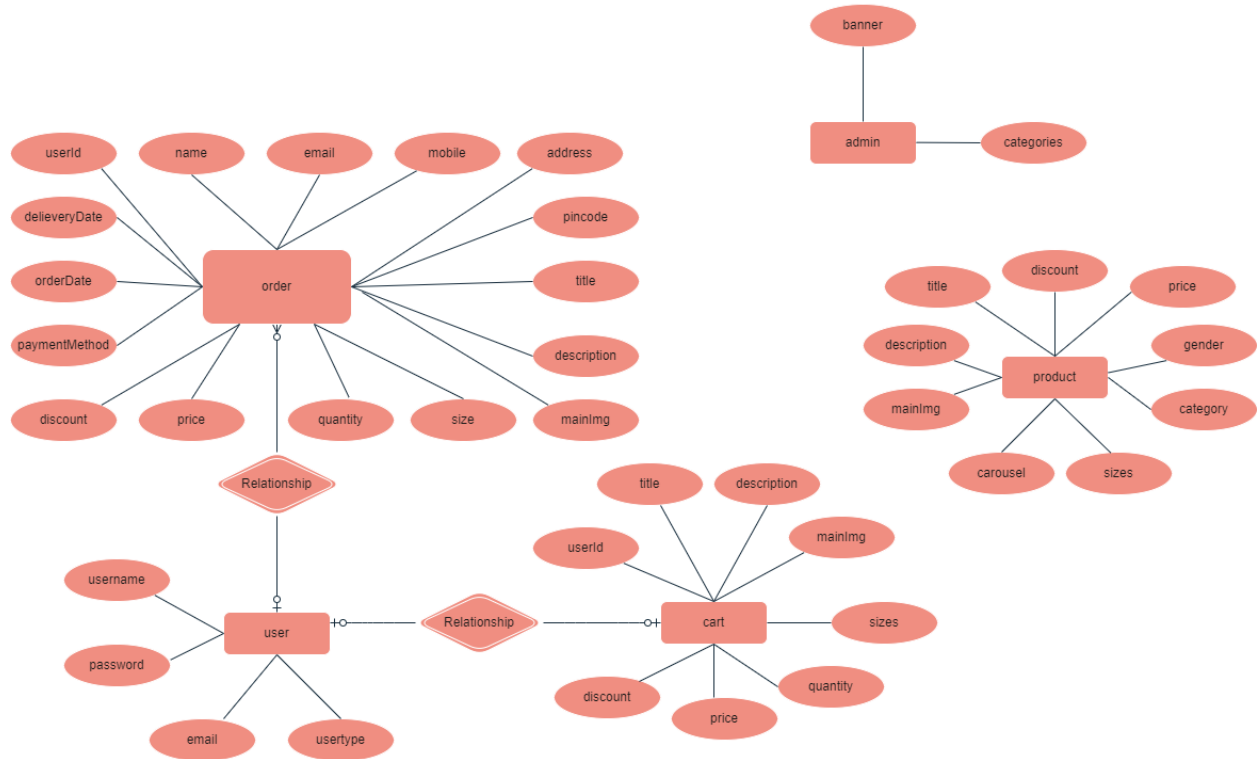 banner
admin
categories
userId
name
email
mobile
address
delieveryDate
pincode
orderDate
order
title
paymentMethod
description
discount
price
quantity
size
mainImg
Relationship
title
discount
price
description
gender
product
mainImg
category
carousel
sizes
username
user
password
email
usertype
Relationship
title
description
userId
mainImg
cart
sizes
discount
price
quantity